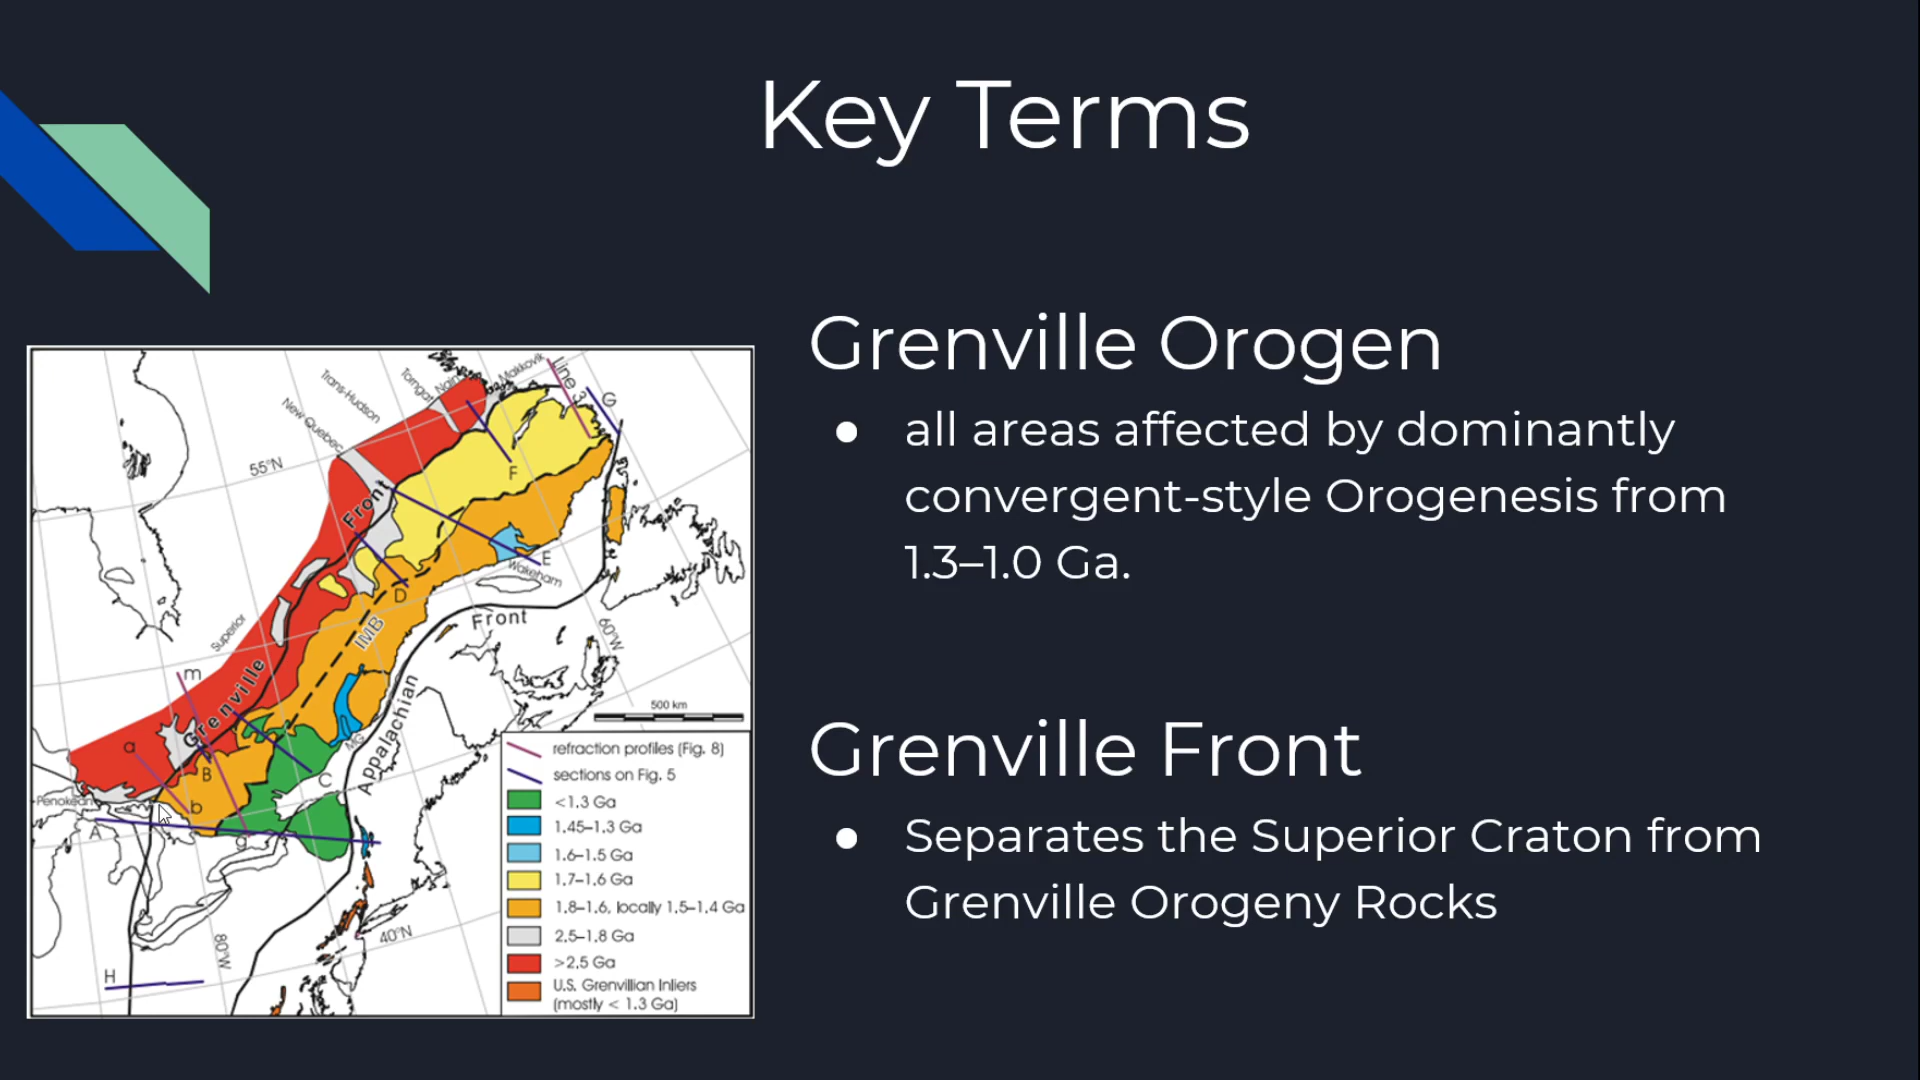 Key Terms
Grenville Orogen
● all areas affected by dominantly
convergent-style Orogenesis from
1.3–1.0 Ga.
Grenville Front
● Separates the Superior Craton from
Grenville Orogeny Rocks
Trans-Hudson
Torngat
Nain
Makkovik
line 3
G
New Quebec
55°N
F
Front
E
Wakeham
D
IMB
Front
60°W
Superior
m
Grenville
500 km
a
MG
Appalachian
B
C
Penokean
b
A
g
40°N
80°W
H
refraction profiles (Fig. 8)
sections on Fig. 5
<1.3 Ga
1.45–1.3 Ga
1.6–1.5 Ga
1.7–1.6 Ga
1.8–1.6, locally 1.5–1.4 Ga
2.5–1.8 Ga
>2.5 Ga
U.S. Grenvillian Inliers
(mostly < 1.3 Ga)